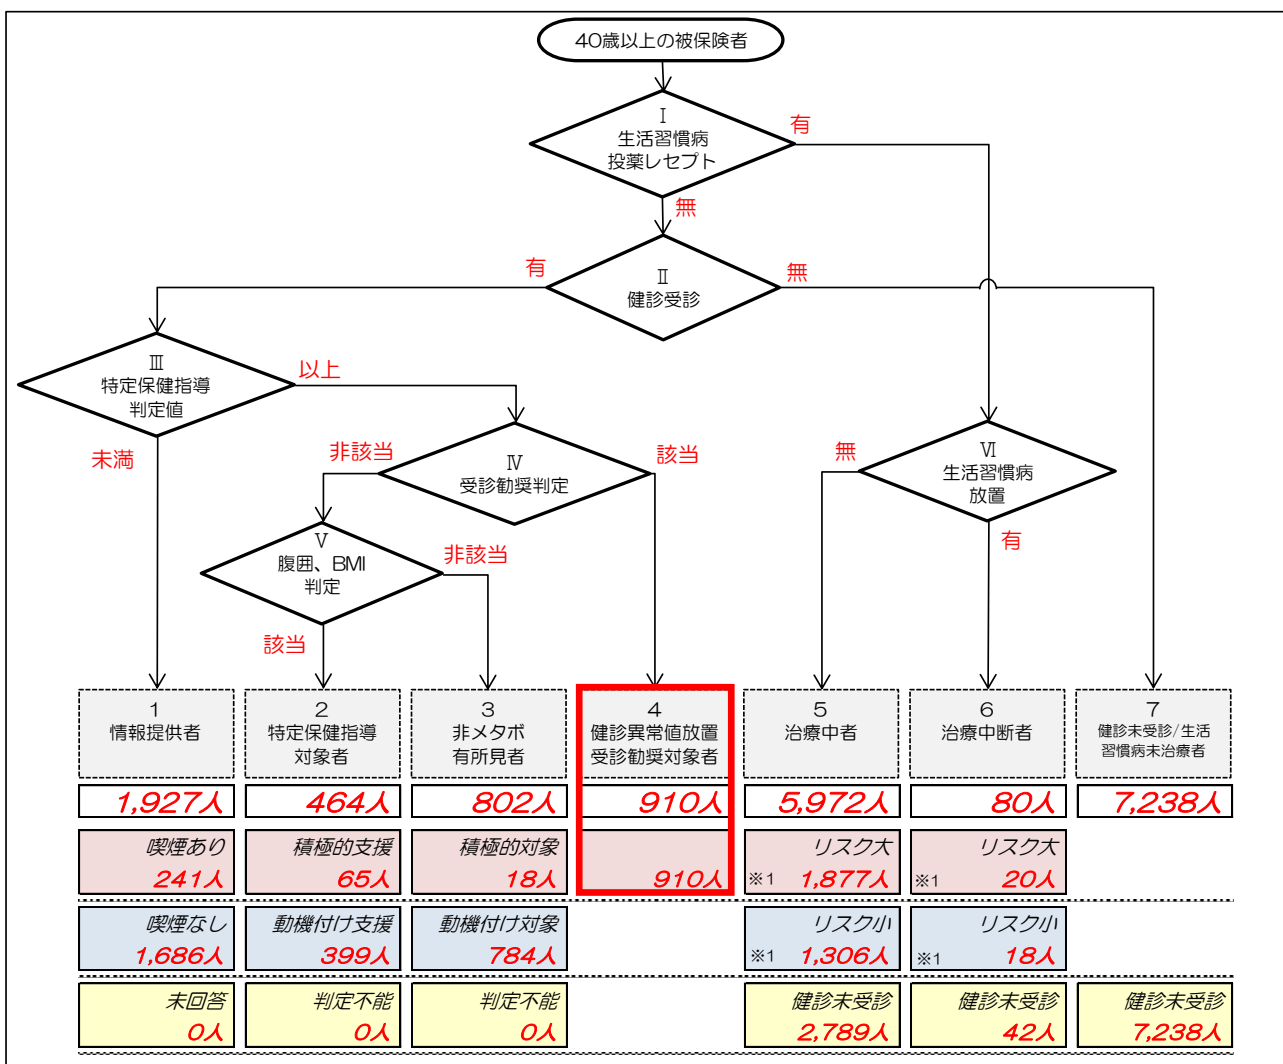 40歳以上の被保険者
Ⅰ
生活習慣病
投薬レセプト
有
無
Ⅱ
健診受診
有
無
Ⅲ
特定保健指導
判定値
以上
未満
Ⅳ
受診勧奨判定
非該当
該当
Ⅴ
腹囲、BMI
判定
非該当
該当
Ⅵ
生活習慣病
放置
無
有
1
情報提供者
2
特定保健指導
対象者
3
非メタボ
有所見者
4
健診異常値放置
受診勧奨対象者
5
治療中者
6
治療中断者
7
健診未受診/生活
習慣病未治療者
1,927人
464人
802人
910人
5,972人
80人
7,238人
喫煙あり
241人
積極的支援
65人
積極的対象
18人
910人
リスク大
※1 1,877人
リスク大
※1 20人
喫煙なし
1,686人
動機付け支援
399人
動機付け対象
784人
リスク小
※1 1,306人
リスク小
※1 18人
未回答
0人
判定不能
0人
判定不能
0人
健診未受診
2,789人
健診未受診
42人
健診未受診
7,238人